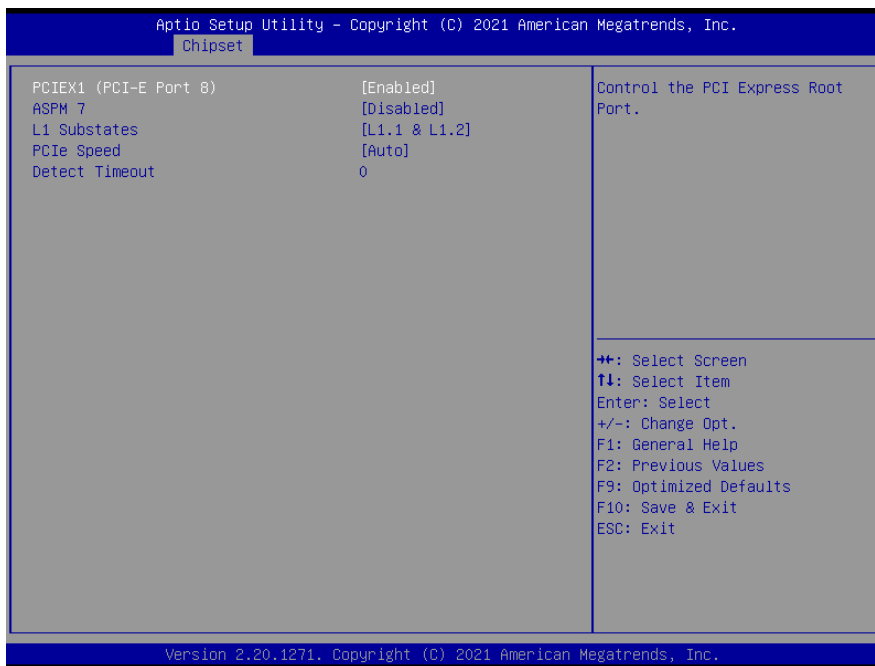 Aptio Setup Utility – Copyright (C) 2021 American Megatrends, Inc.
Chipset
PCIEX1 (PCI-E Port 8) [Enabled]
ASPM 7 [Disabled]
L1 Substates [L1.1 & L1.2]
PCIe Speed [Auto]
Detect Timeout 0
Control the PCI Express Root
Port.
→←: Select Screen
↑↓: Select Item
Enter: Select
+/-: Change Opt.
F1: General Help
F2: Previous Values
F9: Optimized Defaults
F10: Save & Exit
ESC: Exit
Version 2.20.1271. Copyright (C) 2021 American Megatrends, Inc.